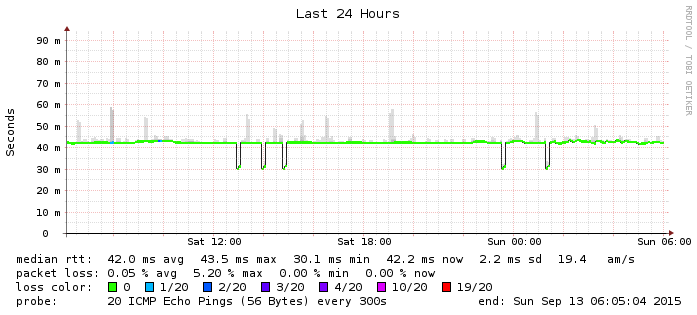 Last 24 Hours
RRDTOOL / TOBI OETIKER
Seconds
90 m
80 m
70 m
60 m
50 m
40 m
30 m
20 m
10 m
0
Sat 12:00 Sat 18:00 Sun 00:00 Sun 06:00
median rtt: 42.0 ms avg 43.5 ms max 30.1 ms min 42.2 ms now 2.2 ms sd 19.4 am/s
packet loss: 0.05 % avg 5.20 % max 0.00 % min 0.00 % now
loss color: 0 1/20 2/20 3/20 4/20 10/20 19/20
probe: 20 ICMP Echo Pings (56 Bytes) every 300s end: Sun Sep 13 06:05:04 2015